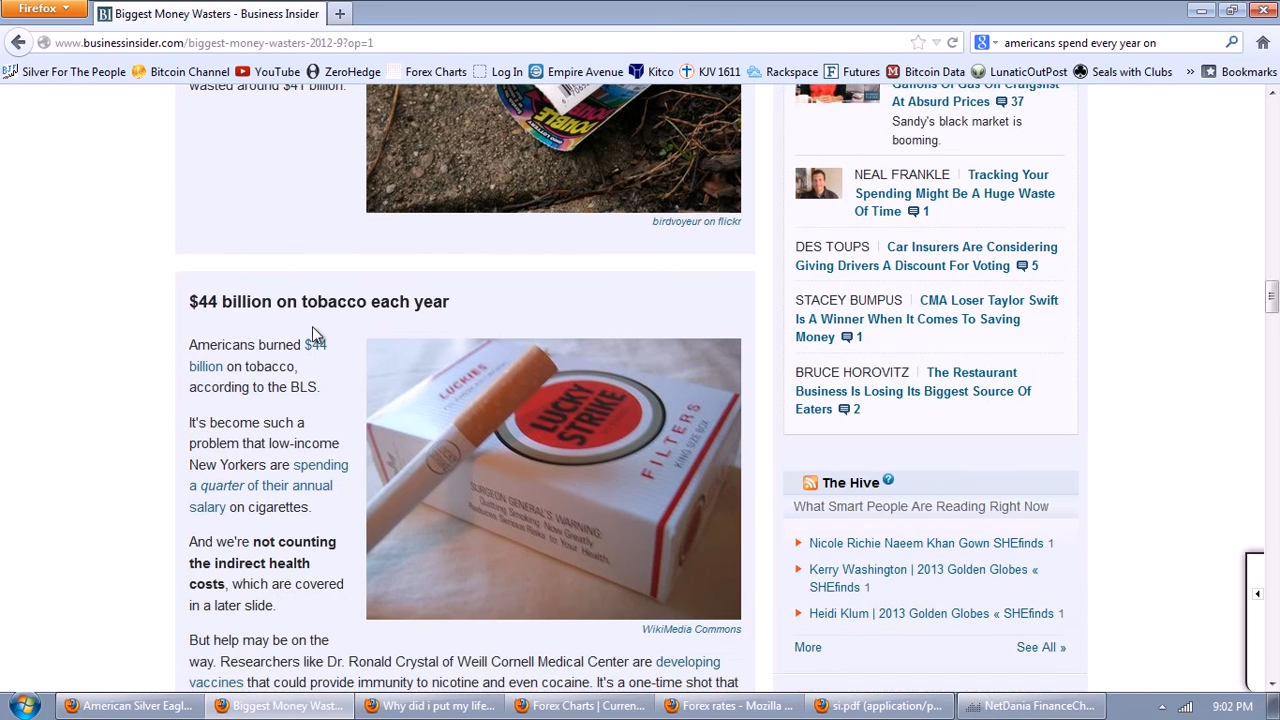 Firefox
Biggest Money Wasters - Business Insider
www.businessinsider.com/biggest-money-wasters-2012-9?op=1
americans spend every year on
Silver For The People
Bitcoin Channel
YouTube
ZeroHedge
Forex Charts
Log In
Empire Avenue
Kitco
KJV 1611
Rackspace
Futures
Bitcoin Data
LunaticOutPost
Seals with Clubs
»
Bookmarks
wasted around $41 billion.
birdvoyeur on flickr
$44 billion on tobacco each year
Americans burned $44
billion on tobacco,
according to the BLS.
It's become such a
problem that low-income
New Yorkers are spending
a quarter of their annual
salary on cigarettes.
And we're not counting
the indirect health
costs, which are covered
in a later slide.
But help may be on the
way. Researchers like Dr. Ronald Crystal of Weill Cornell Medical Center are developing
vaccines that could provide immunity to nicotine and even cocaine. It's a one-time shot that
LUCKIES
LUCKY
STRIKE
FILTERS
KING SIZE BOX
SURGEON GENERAL'S WARNING:
Quitting Smoking Now Greatly
Reduces Serious Risks to Your Health.
WikiMedia Commons
Gallons Of Gas On Craigslist
At Absurd Prices 37
Sandy's black market is
booming.
NEAL FRANKLE | Tracking Your
Spending Might Be A Huge Waste
Of Time 1
DES TOUPS | Car Insurers Are Considering
Giving Drivers A Discount For Voting 5
STACEY BUMPUS | CMA Loser Taylor Swift
Is A Winner When It Comes To Saving
Money 1
BRUCE HOROVITZ | The Restaurant
Business Is Losing Its Biggest Source Of
Eaters 2
The Hive ?
What Smart People Are Reading Right Now
Nicole Richie Naeem Khan Gown SHEfinds 1
Kerry Washington | 2013 Golden Globes «
SHEfinds 1
Heidi Klum | 2013 Golden Globes « SHEfinds 1
More
See All »
American Silver Eagl...
Biggest Money Wast...
Why did i put my life...
Forex Charts | Curren...
Forex rates - Mozilla ...
si.pdf (application/p...
NetDania FinanceCh...
9:02 PM